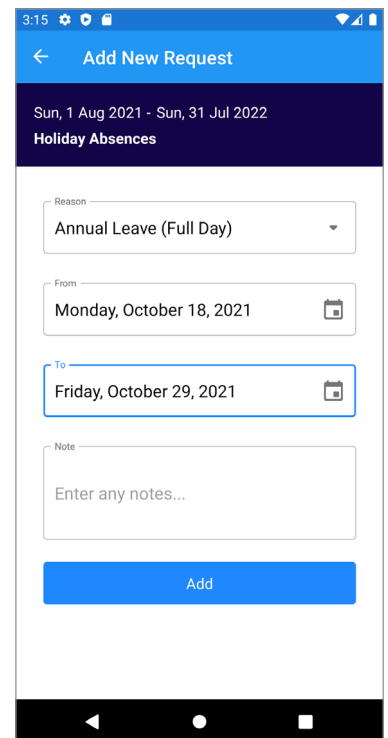 3:15
Add New Request
Sun, 1 Aug 2021 - Sun, 31 Jul 2022
Holiday Absences
Reason
Annual Leave (Full Day)
From
Monday, October 18, 2021
To
Friday, October 29, 2021
Note
Enter any notes...
Add